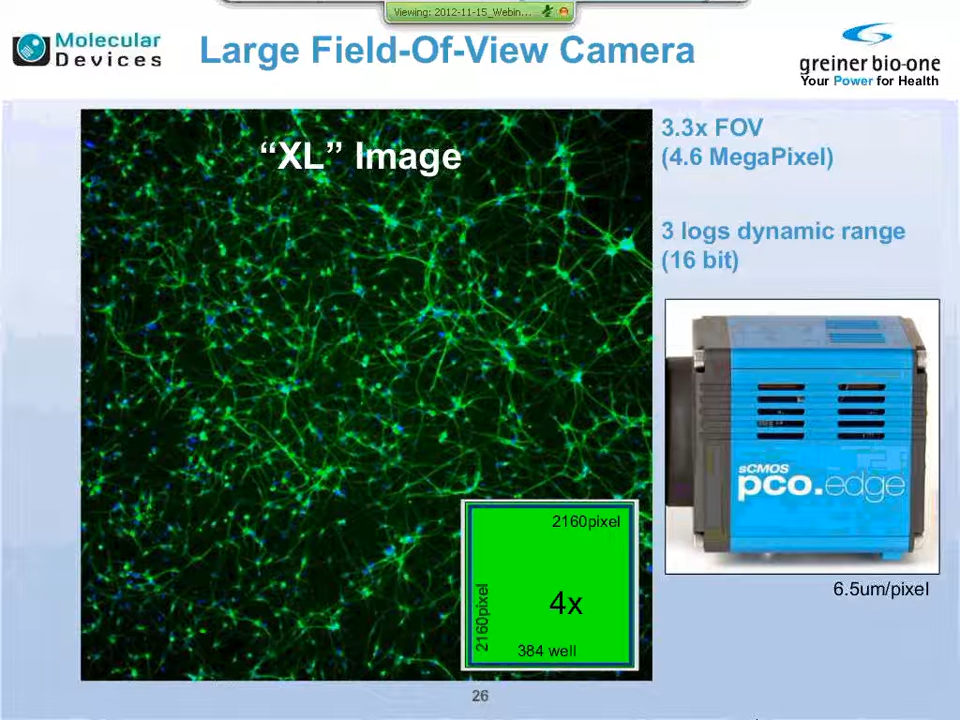 Viewing: 2012-11-15_Webin...
Molecular
Devices
Large Field-Of-View Camera
greiner bio-one
Your Power for Health
"XL" Image
3.3x FOV
(4.6 MegaPixel)
3 logs dynamic range
(16 bit)
sCMOS
pco.edge
2160pixel
2160pixel
4x
384 well
6.5um/pixel
26